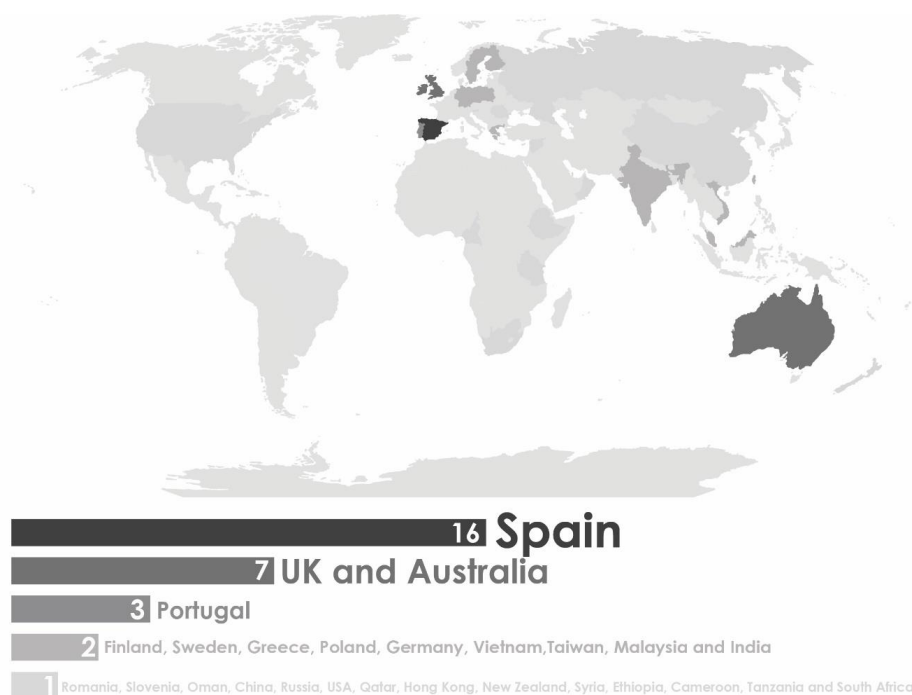 16 Spain
7 UK and Australia
3 Portugal
2 Finland, Sweden, Greece, Poland, Germany, Vietnam,Taiwan, Malaysia and India
1 Romania, Slovenia, Oman, China, Russia, USA, Qatar, Hong Kong, New Zealand, Syria, Ethiopia, Cameroon, Tanzania and South Africa